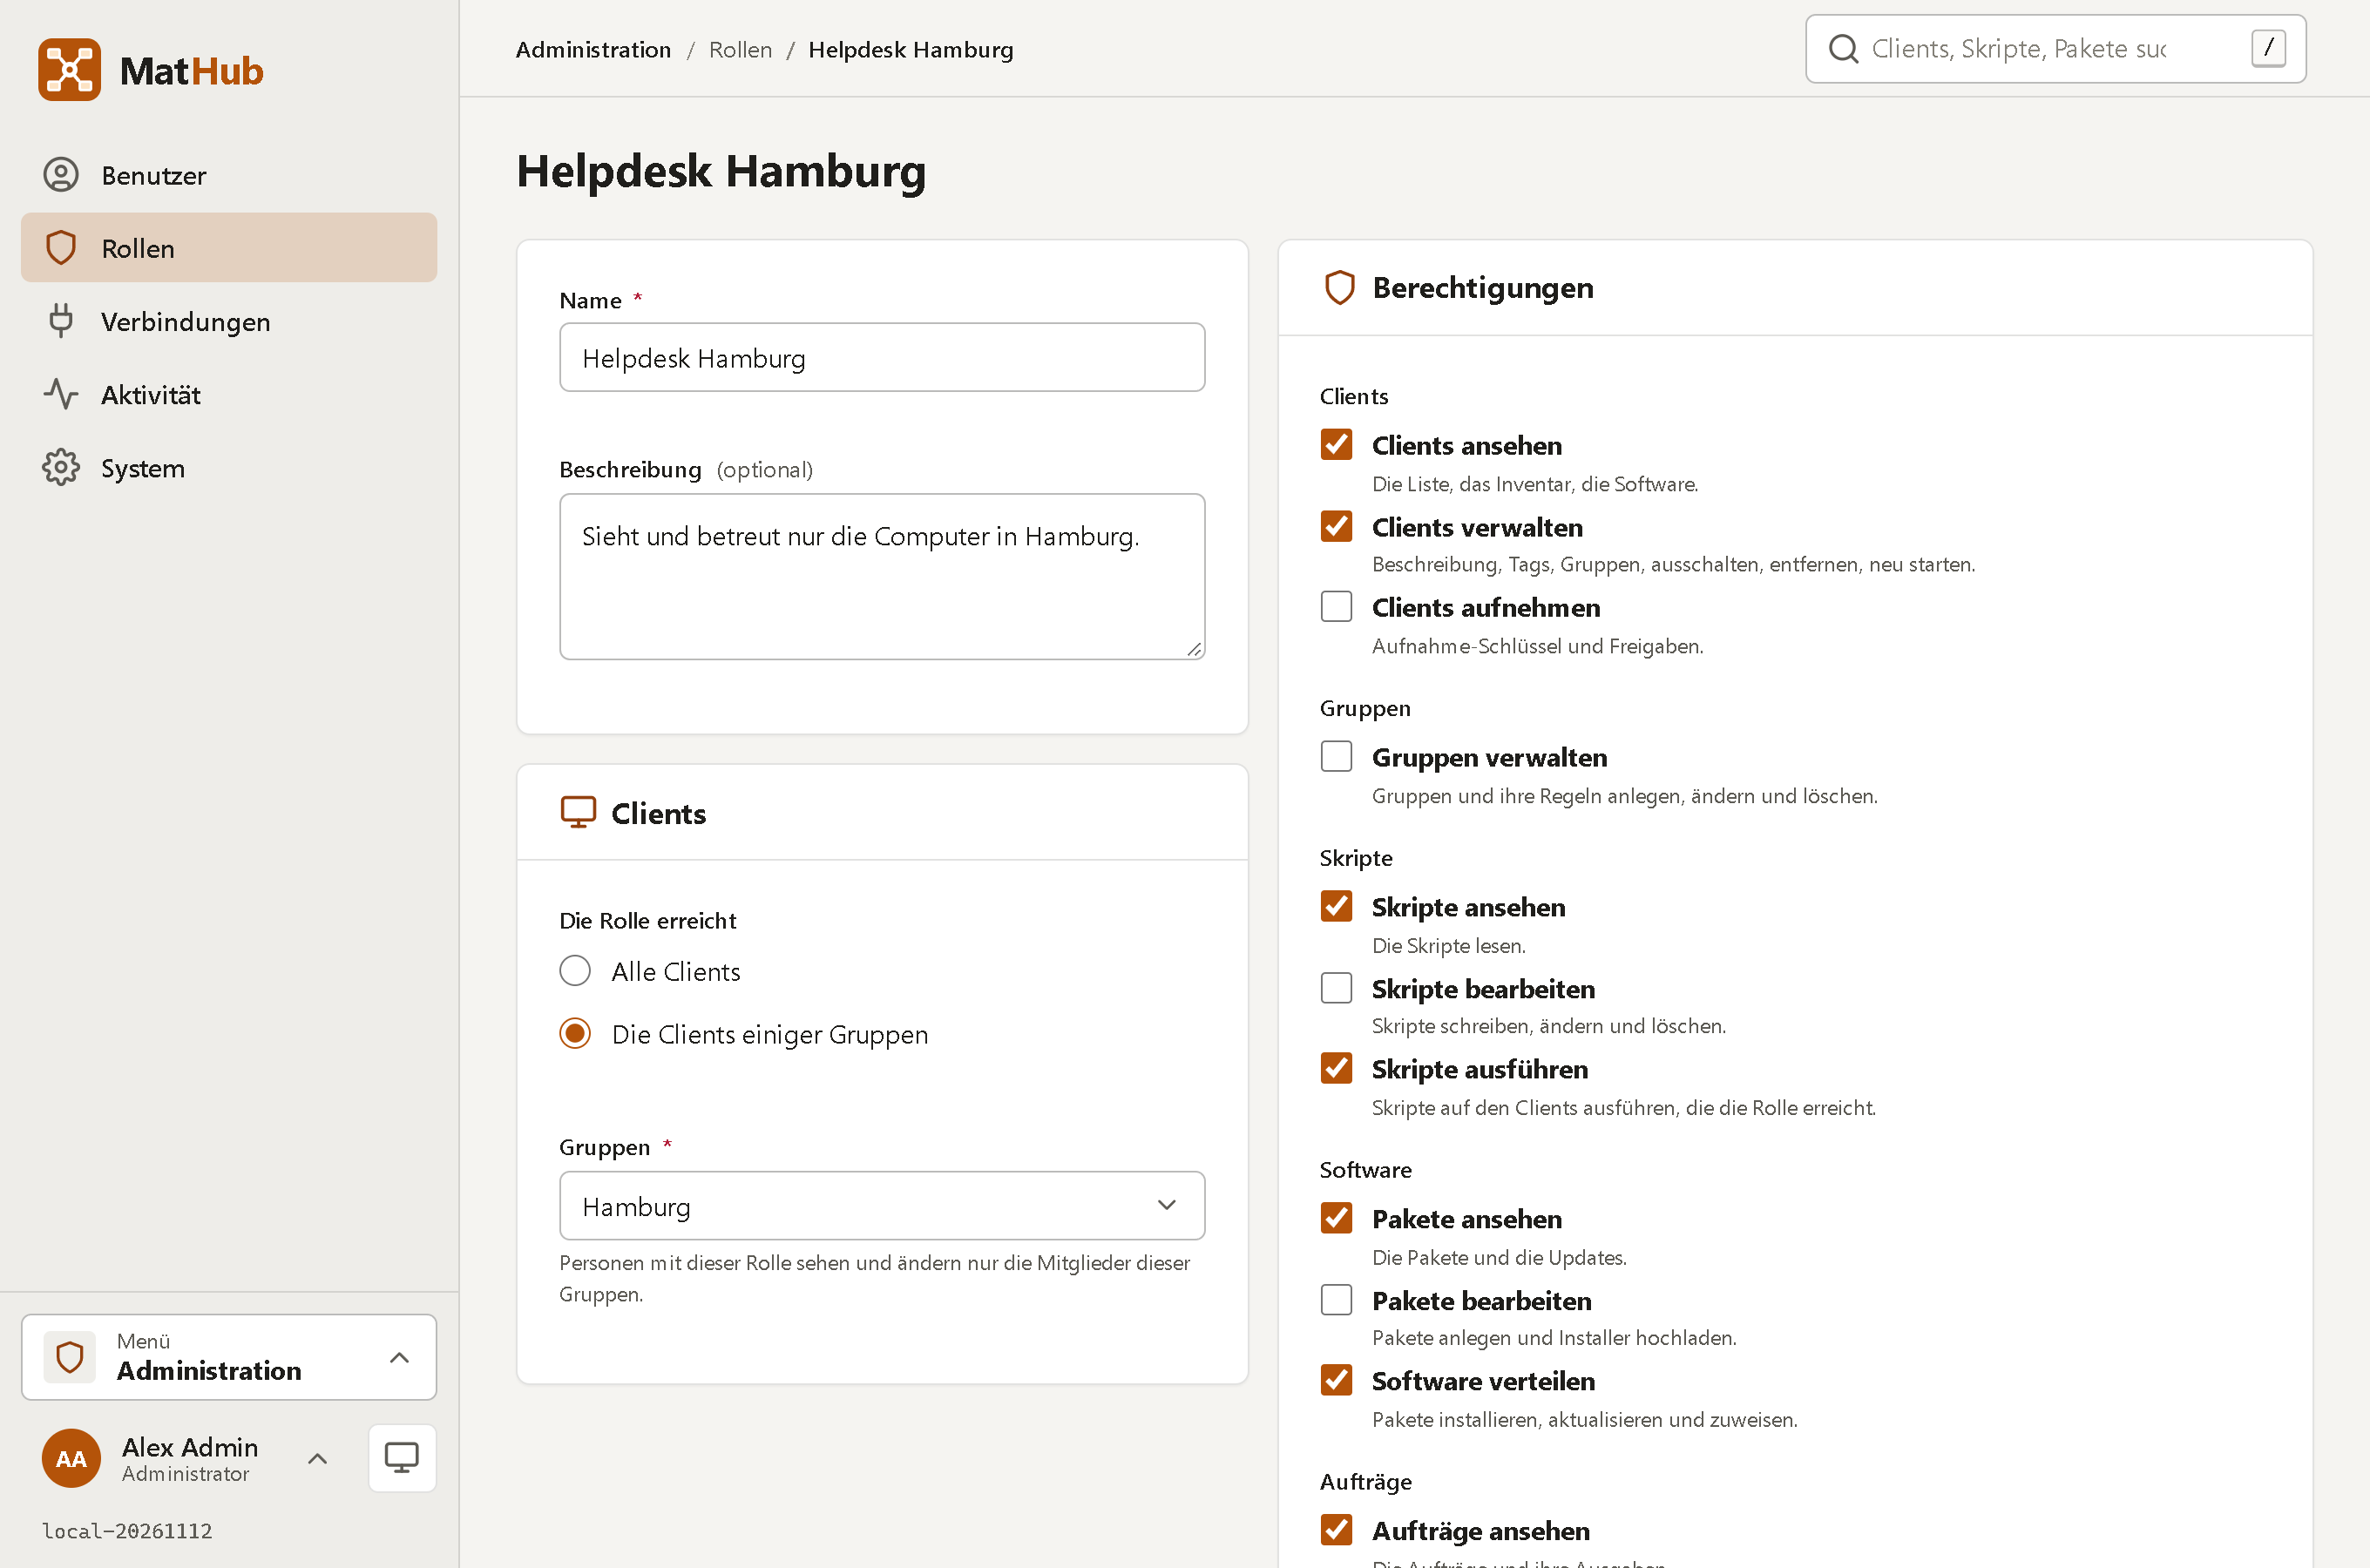 MatHub
Benutzer
Rollen
Verbindungen
Aktivität
System
Menü
Administration
AA
Alex Admin
Administrator
local-20261112
Administration / Rollen / Helpdesk Hamburg
Clients, Skripte, Pakete suc
/
Helpdesk Hamburg
Name *
Helpdesk Hamburg
Beschreibung (optional)
Sieht und betreut nur die Computer in Hamburg.
Clients
Die Rolle erreicht
Alle Clients
Die Clients einiger Gruppen
Gruppen *
Hamburg
Personen mit dieser Rolle sehen und ändern nur die Mitglieder dieser
Gruppen.
Berechtigungen
Clients
Clients ansehen
Die Liste, das Inventar, die Software.
Clients verwalten
Beschreibung, Tags, Gruppen, ausschalten, entfernen, neu starten.
Clients aufnehmen
Aufnahme-Schlüssel und Freigaben.
Gruppen
Gruppen verwalten
Gruppen und ihre Regeln anlegen, ändern und löschen.
Skripte
Skripte ansehen
Die Skripte lesen.
Skripte bearbeiten
Skripte schreiben, ändern und löschen.
Skripte ausführen
Skripte auf den Clients ausführen, die die Rolle erreicht.
Software
Pakete ansehen
Die Pakete und die Updates.
Pakete bearbeiten
Pakete anlegen und Installer hochladen.
Software verteilen
Pakete installieren, aktualisieren und zuweisen.
Aufträge
Aufträge ansehen
Die Aufträge und ihre Ausgaben.